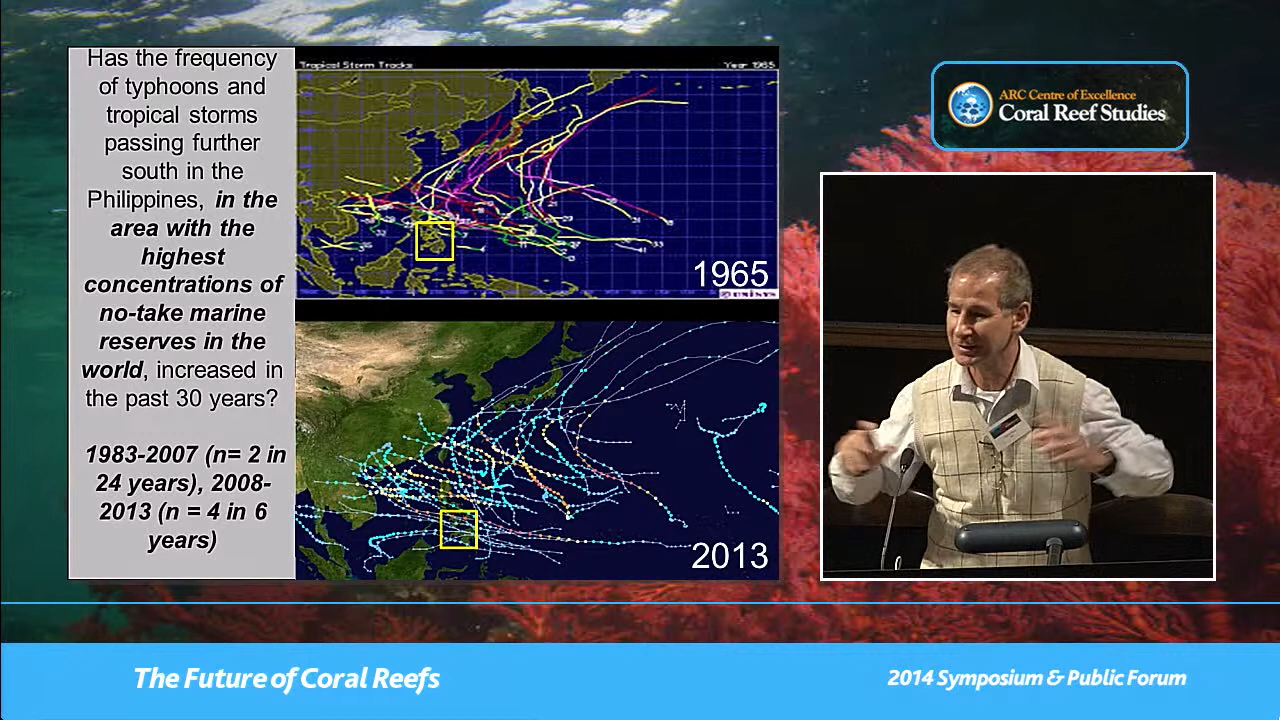 Has the frequency
of typhoons and
tropical storms
passing further
south in the
Philippines, in the
area with the
highest
concentrations of
no-take marine
reserves in the
world, increased in
the past 30 years?
1983-2007 (n= 2 in
24 years), 2008-
2013 (n = 4 in 6
years)
Tropical Storm Tracks
Year 1965
1965
2013
ARC Centre of Excellence
Coral Reef Studies
The Future of Coral Reefs
2014 Symposium & Public Forum